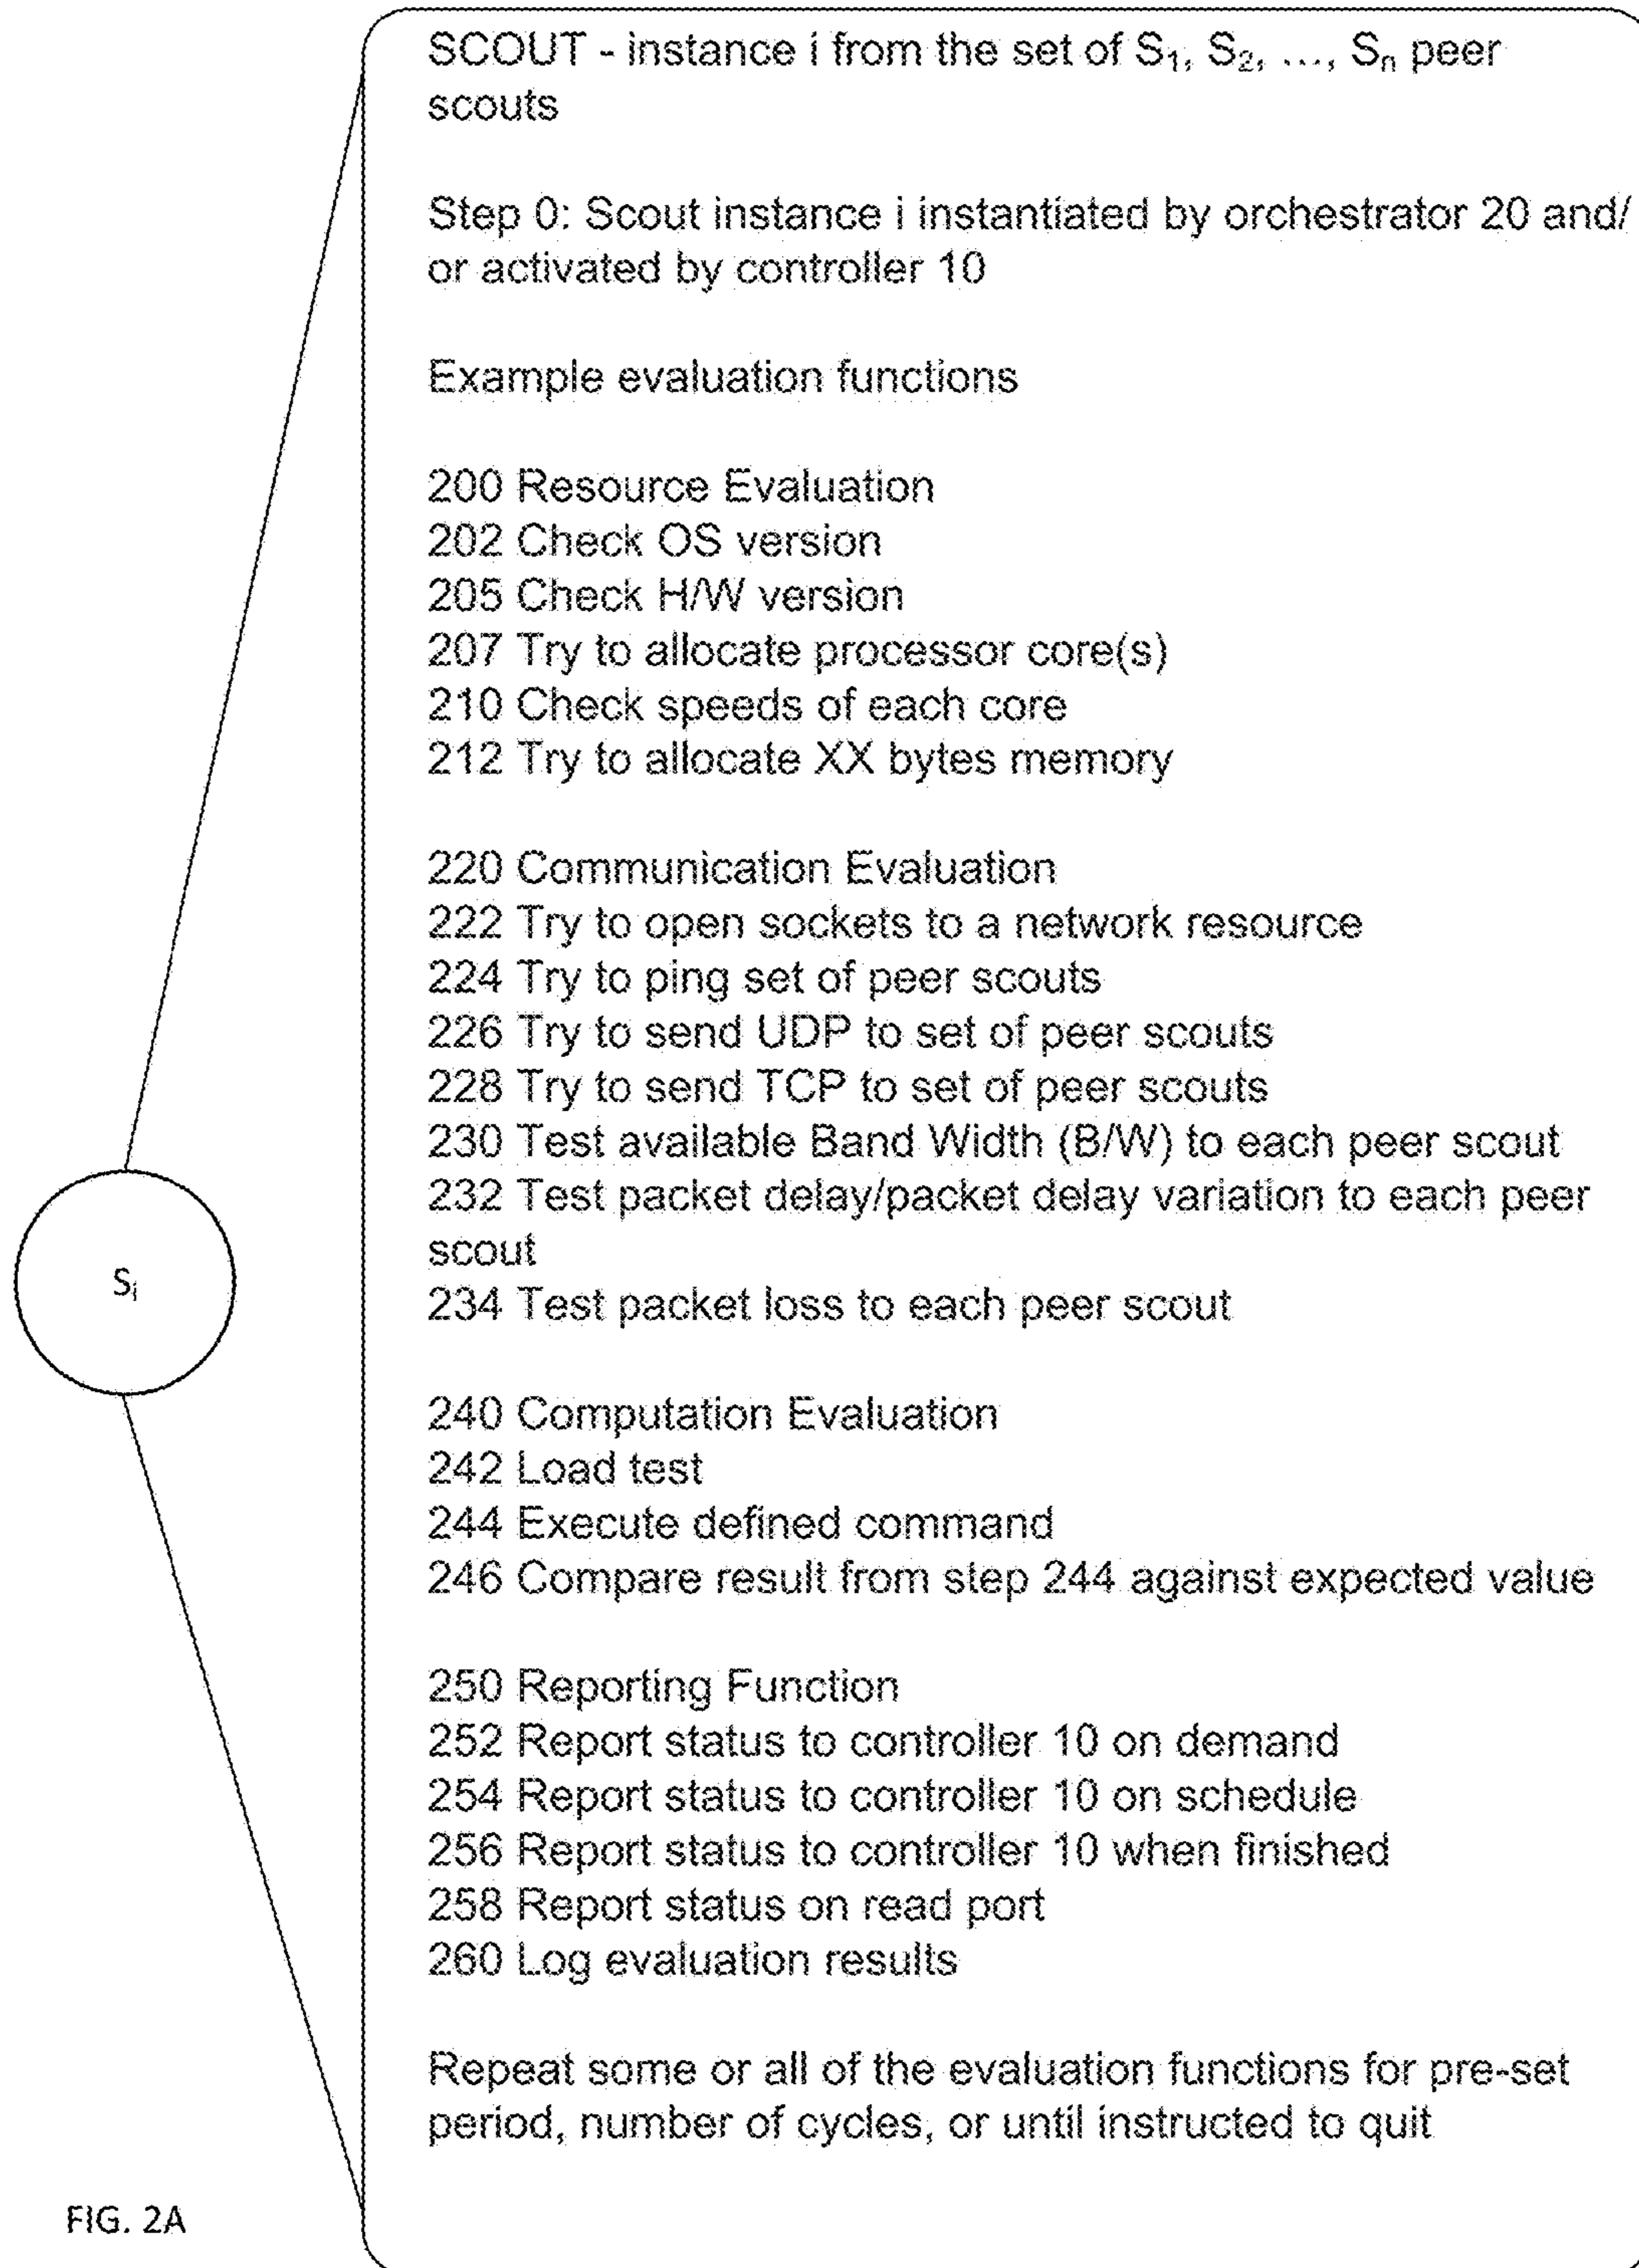 SCOUT - instance i from the set of S₁, S₂, ..., Sₙ peer
scouts
Step 0: Scout instance i instantiated by orchestrator 20 and/
or activated by controller 10
Example evaluation functions
200 Resource Evaluation
202 Check OS version
205 Check H/W version
207 Try to allocate processor core(s)
210 Check speeds of each core
212 Try to allocate XX bytes memory
220 Communication Evaluation
222 Try to open sockets to a network resource
224 Try to ping set of peer scouts
226 Try to send UDP to set of peer scouts
228 Try to send TCP to set of peer scouts
230 Test available Band Width (B/W) to each peer scout
232 Test packet delay/packet delay variation to each peer
scout
234 Test packet loss to each peer scout
Sᵢ
240 Computation Evaluation
242 Load test
244 Execute defined command
246 Compare result from step 244 against expected value
250 Reporting Function
252 Report status to controller 10 on demand
254 Report status to controller 10 on schedule
256 Report status to controller 10 when finished
258 Report status on read port
260 Log evaluation results
Repeat some or all of the evaluation functions for pre-set
period, number of cycles, or until instructed to quit
FIG. 2A